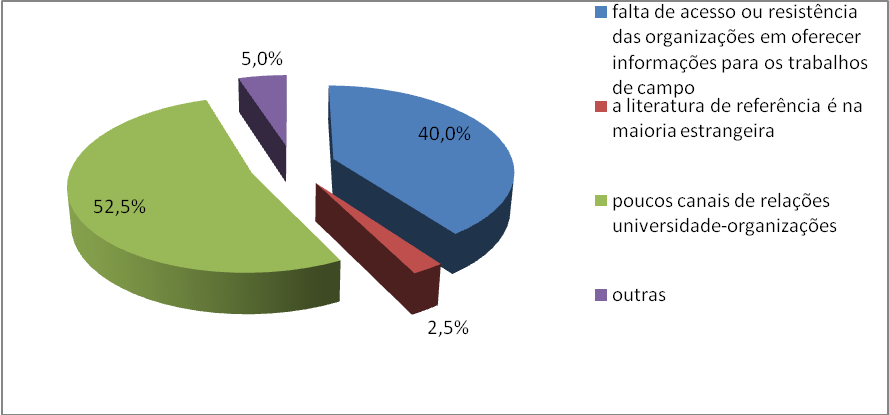 5,0%
40,0%
52,5%
2,5%
falta de acesso ou resistência
das organizações em oferecer
informações para os trabalhos
de campo
a literatura de referência é na
maioria estrangeira
poucos canais de relações
universidade-organizações
outras